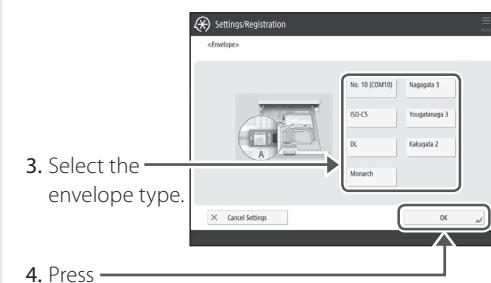 Settings/Registration
<Envelope>
No. 10 (COM10) Nagagata 3
ISO-C5 Yougatanaga 3
A
DL Kakugata 2
Monarch
3. Select the
envelope type.
Cancel Settings OK
4. Press